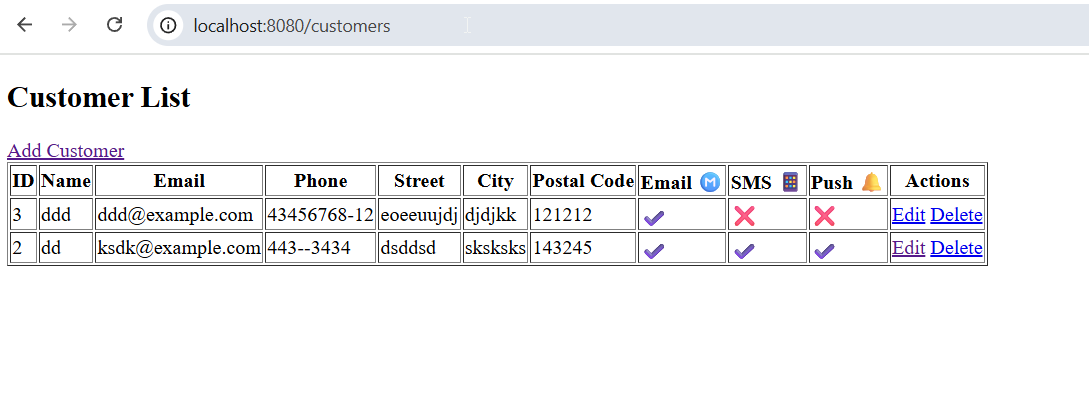 localhost:8080/customers
Customer List
Add Customer
ID Name Email Phone Street City Postal Code Email Ⓜ️ SMS 📱 Push 🔔 Actions
3 ddd ddd@example.com 43456768-12 eoeeuujdj djdjkk 121212 ✔ ❌ ❌ Edit Delete
2 dd ksdk@example.com 443--3434 dsddsd sksksks 143245 ✔ ✔ ✔ Edit Delete